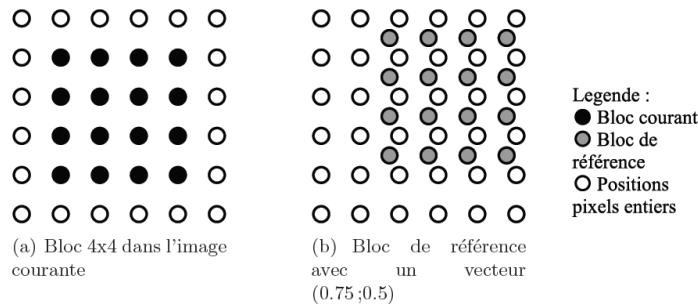 (a) Bloc 4x4 dans l'image
courante
(b) Bloc de référence
avec un vecteur
(0.75 ;0.5)
Legende :
Bloc courant
Bloc de
référence
Positions
pixels entiers